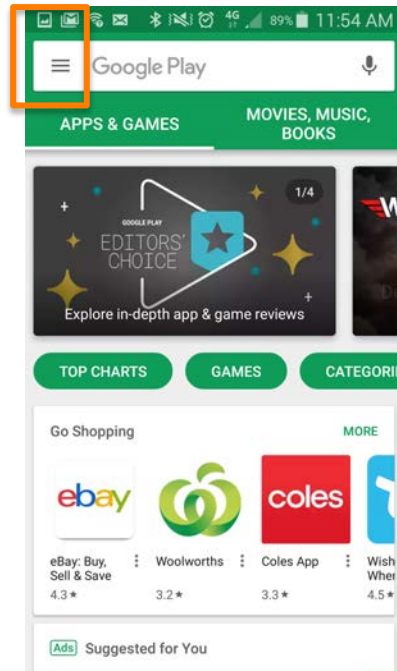 4G 89% 11:54 AM
Google Play
APPS & GAMES
MOVIES, MUSIC,
BOOKS
1/4
GOOGLE PLAY
EDITORS'
CHOICE
Explore in-depth app & game reviews
TOP CHARTS
GAMES
CATEGORI
Go Shopping
MORE
ebay
coles
eBay: Buy,
Sell & Save
4.3★
Woolworths
3.2★
Coles App
3.3★
Wish
4.5★
Ads Suggested for You